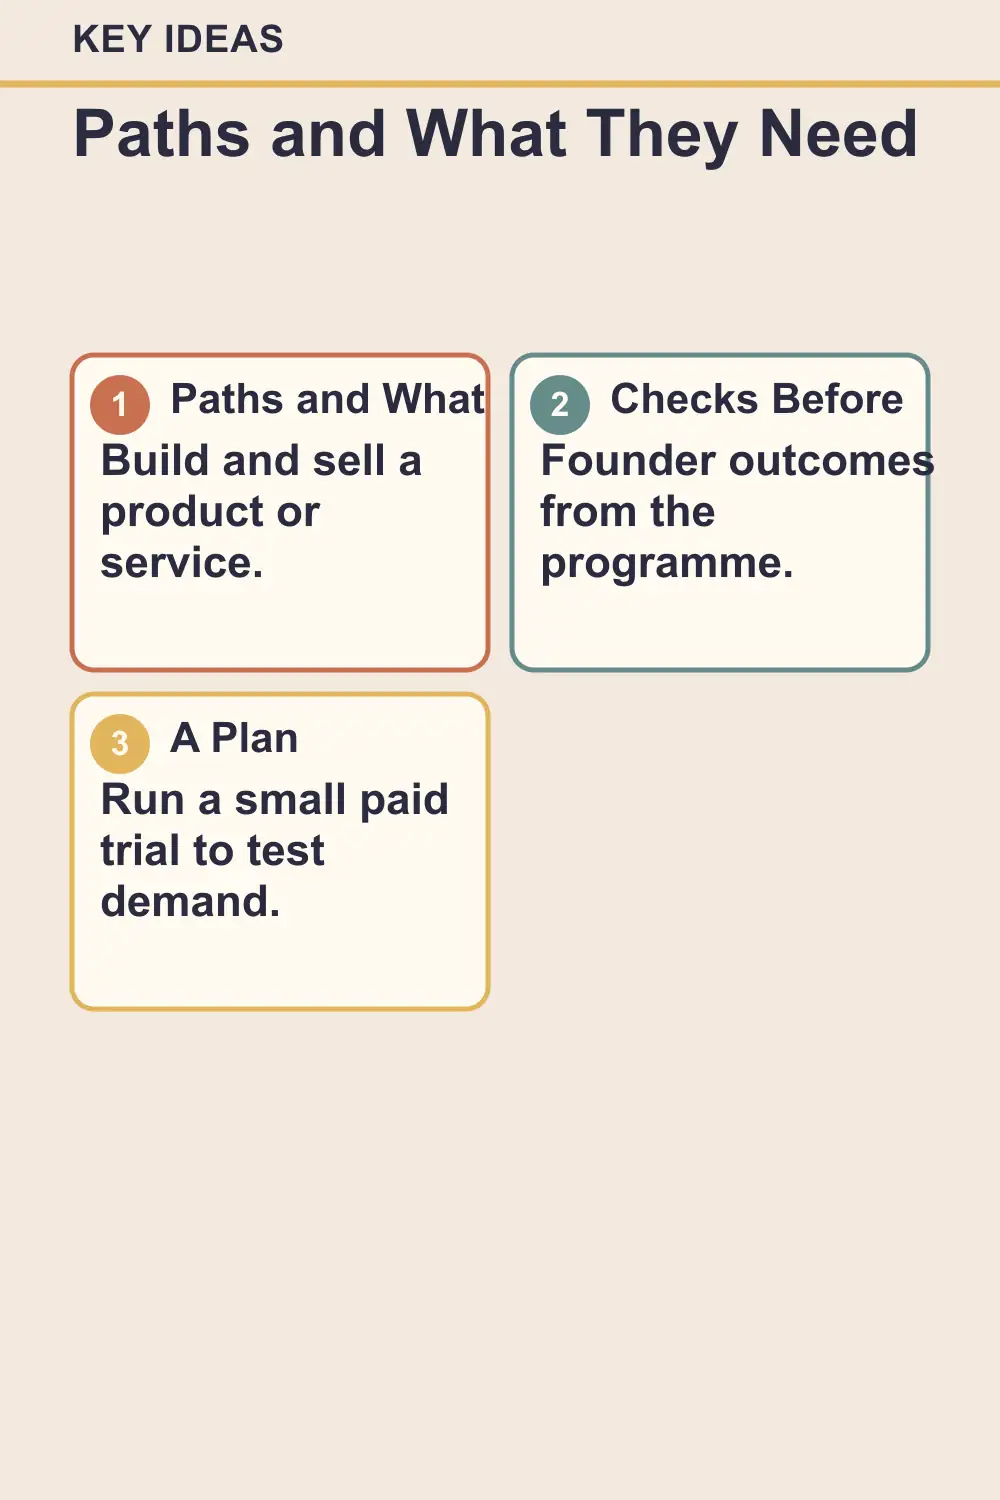 KEY IDEAS
Paths and What They Need
1 Paths and What
Build and sell a
product or
service.
2 Checks Before
Founder outcomes
from the
programme.
3 A Plan
Run a small paid
trial to test
demand.